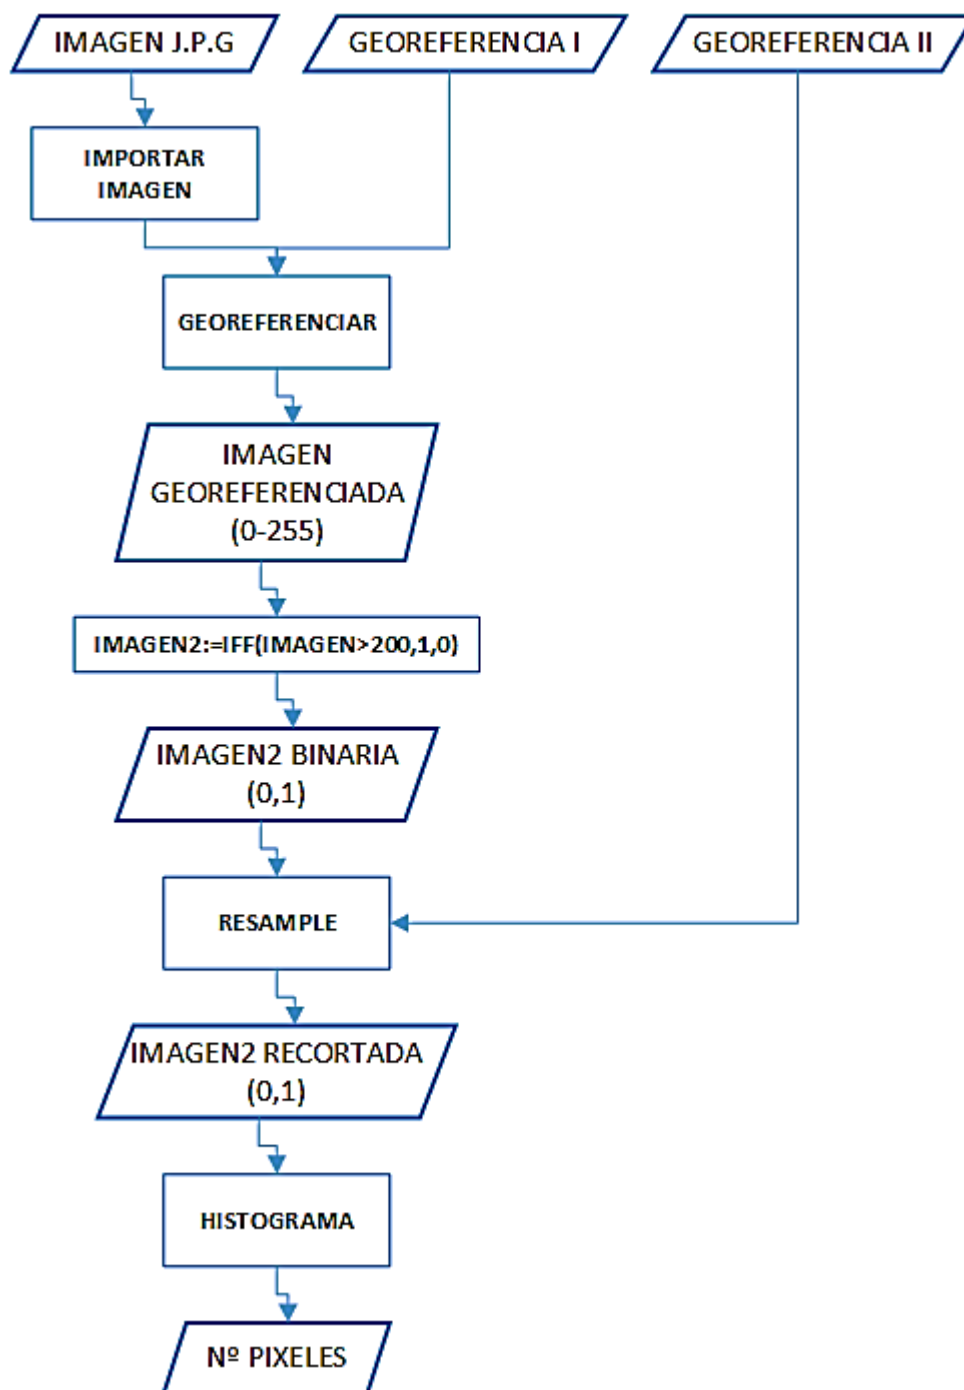 IMAGEN J.P.G
GEOREFERENCIA I
GEOREFERENCIA II
IMPORTAR
IMAGEN
GEOREFERENCIAR
IMAGEN
GEOREFERENCIADA
(0-255)
IMAGEN2:=IFF(IMAGEN>200,1,0)
IMAGEN2 BINARIA
(0,1)
RESAMPLE
IMAGEN2 RECORTADA
(0,1)
HISTOGRAMA
Nº PIXELES